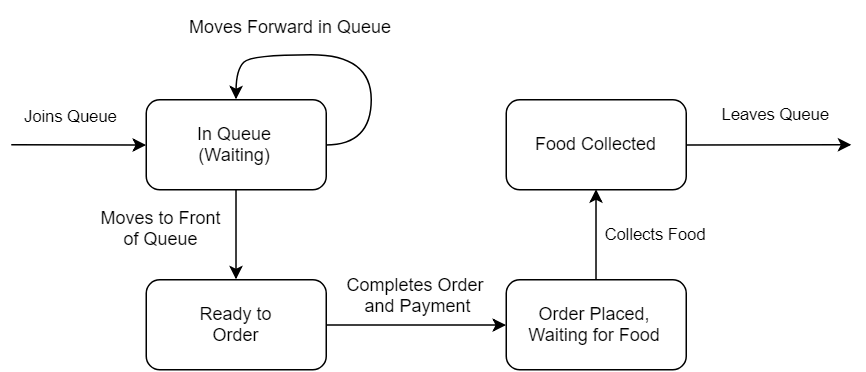 Moves Forward in Queue
Joins Queue
In Queue
(Waiting)
Food Collected
Leaves Queue
Moves to Front
of Queue
Collects Food
Ready to
Order
Completes Order
and Payment
Order Placed,
Waiting for Food